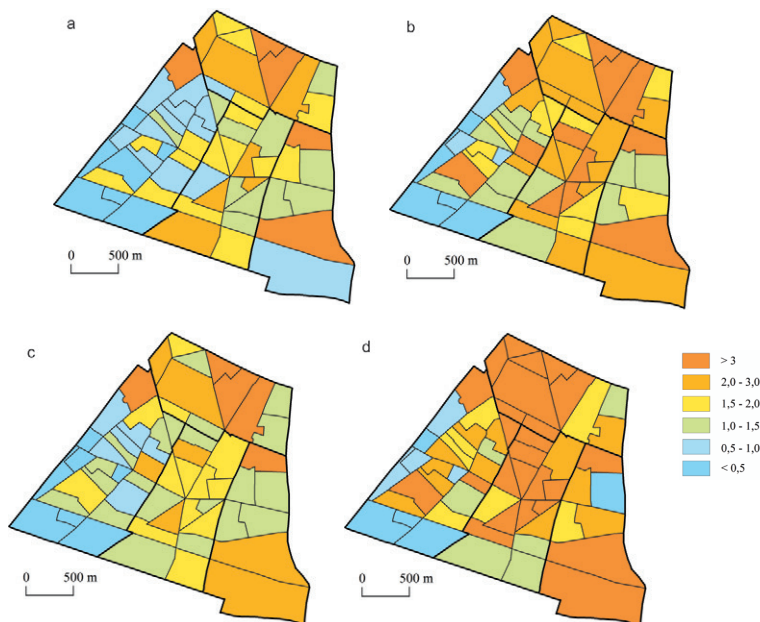 a
b
0 500 m
0 500 m
c
d
> 3
2,0 - 3,0
1,5 - 2,0
1,0 - 1,5
0,5 - 1,0
< 0,5
0 500 m
0 500 m